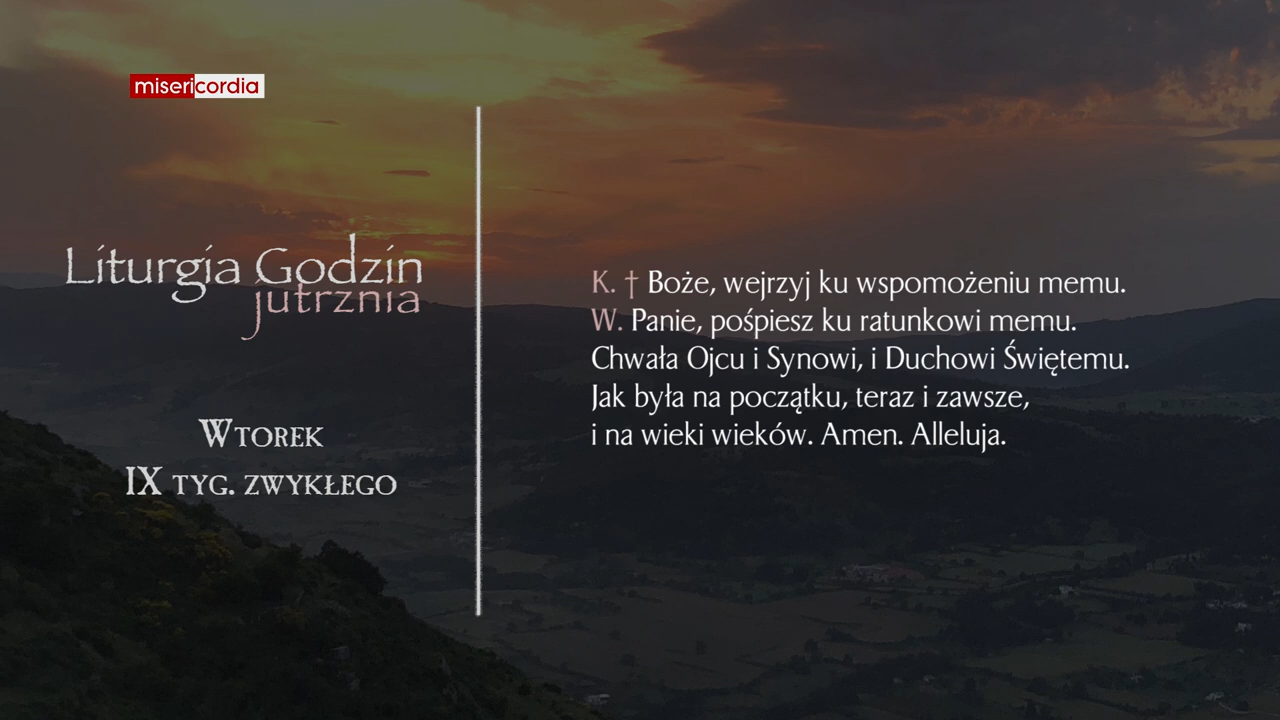 misericordia
Liturgia Godzin
jutrznia
Wtorek
IX tyg. zwykłego
K. † Boże, wejrzyj ku wspomożeniu memu.
W. Panie, pośpiesz ku ratunkowi memu.
Chwała Ojcu i Synowi, i Duchowi Świętemu.
Jak była na początku, teraz i zawsze,
i na wieki wieków. Amen. Alleluja.